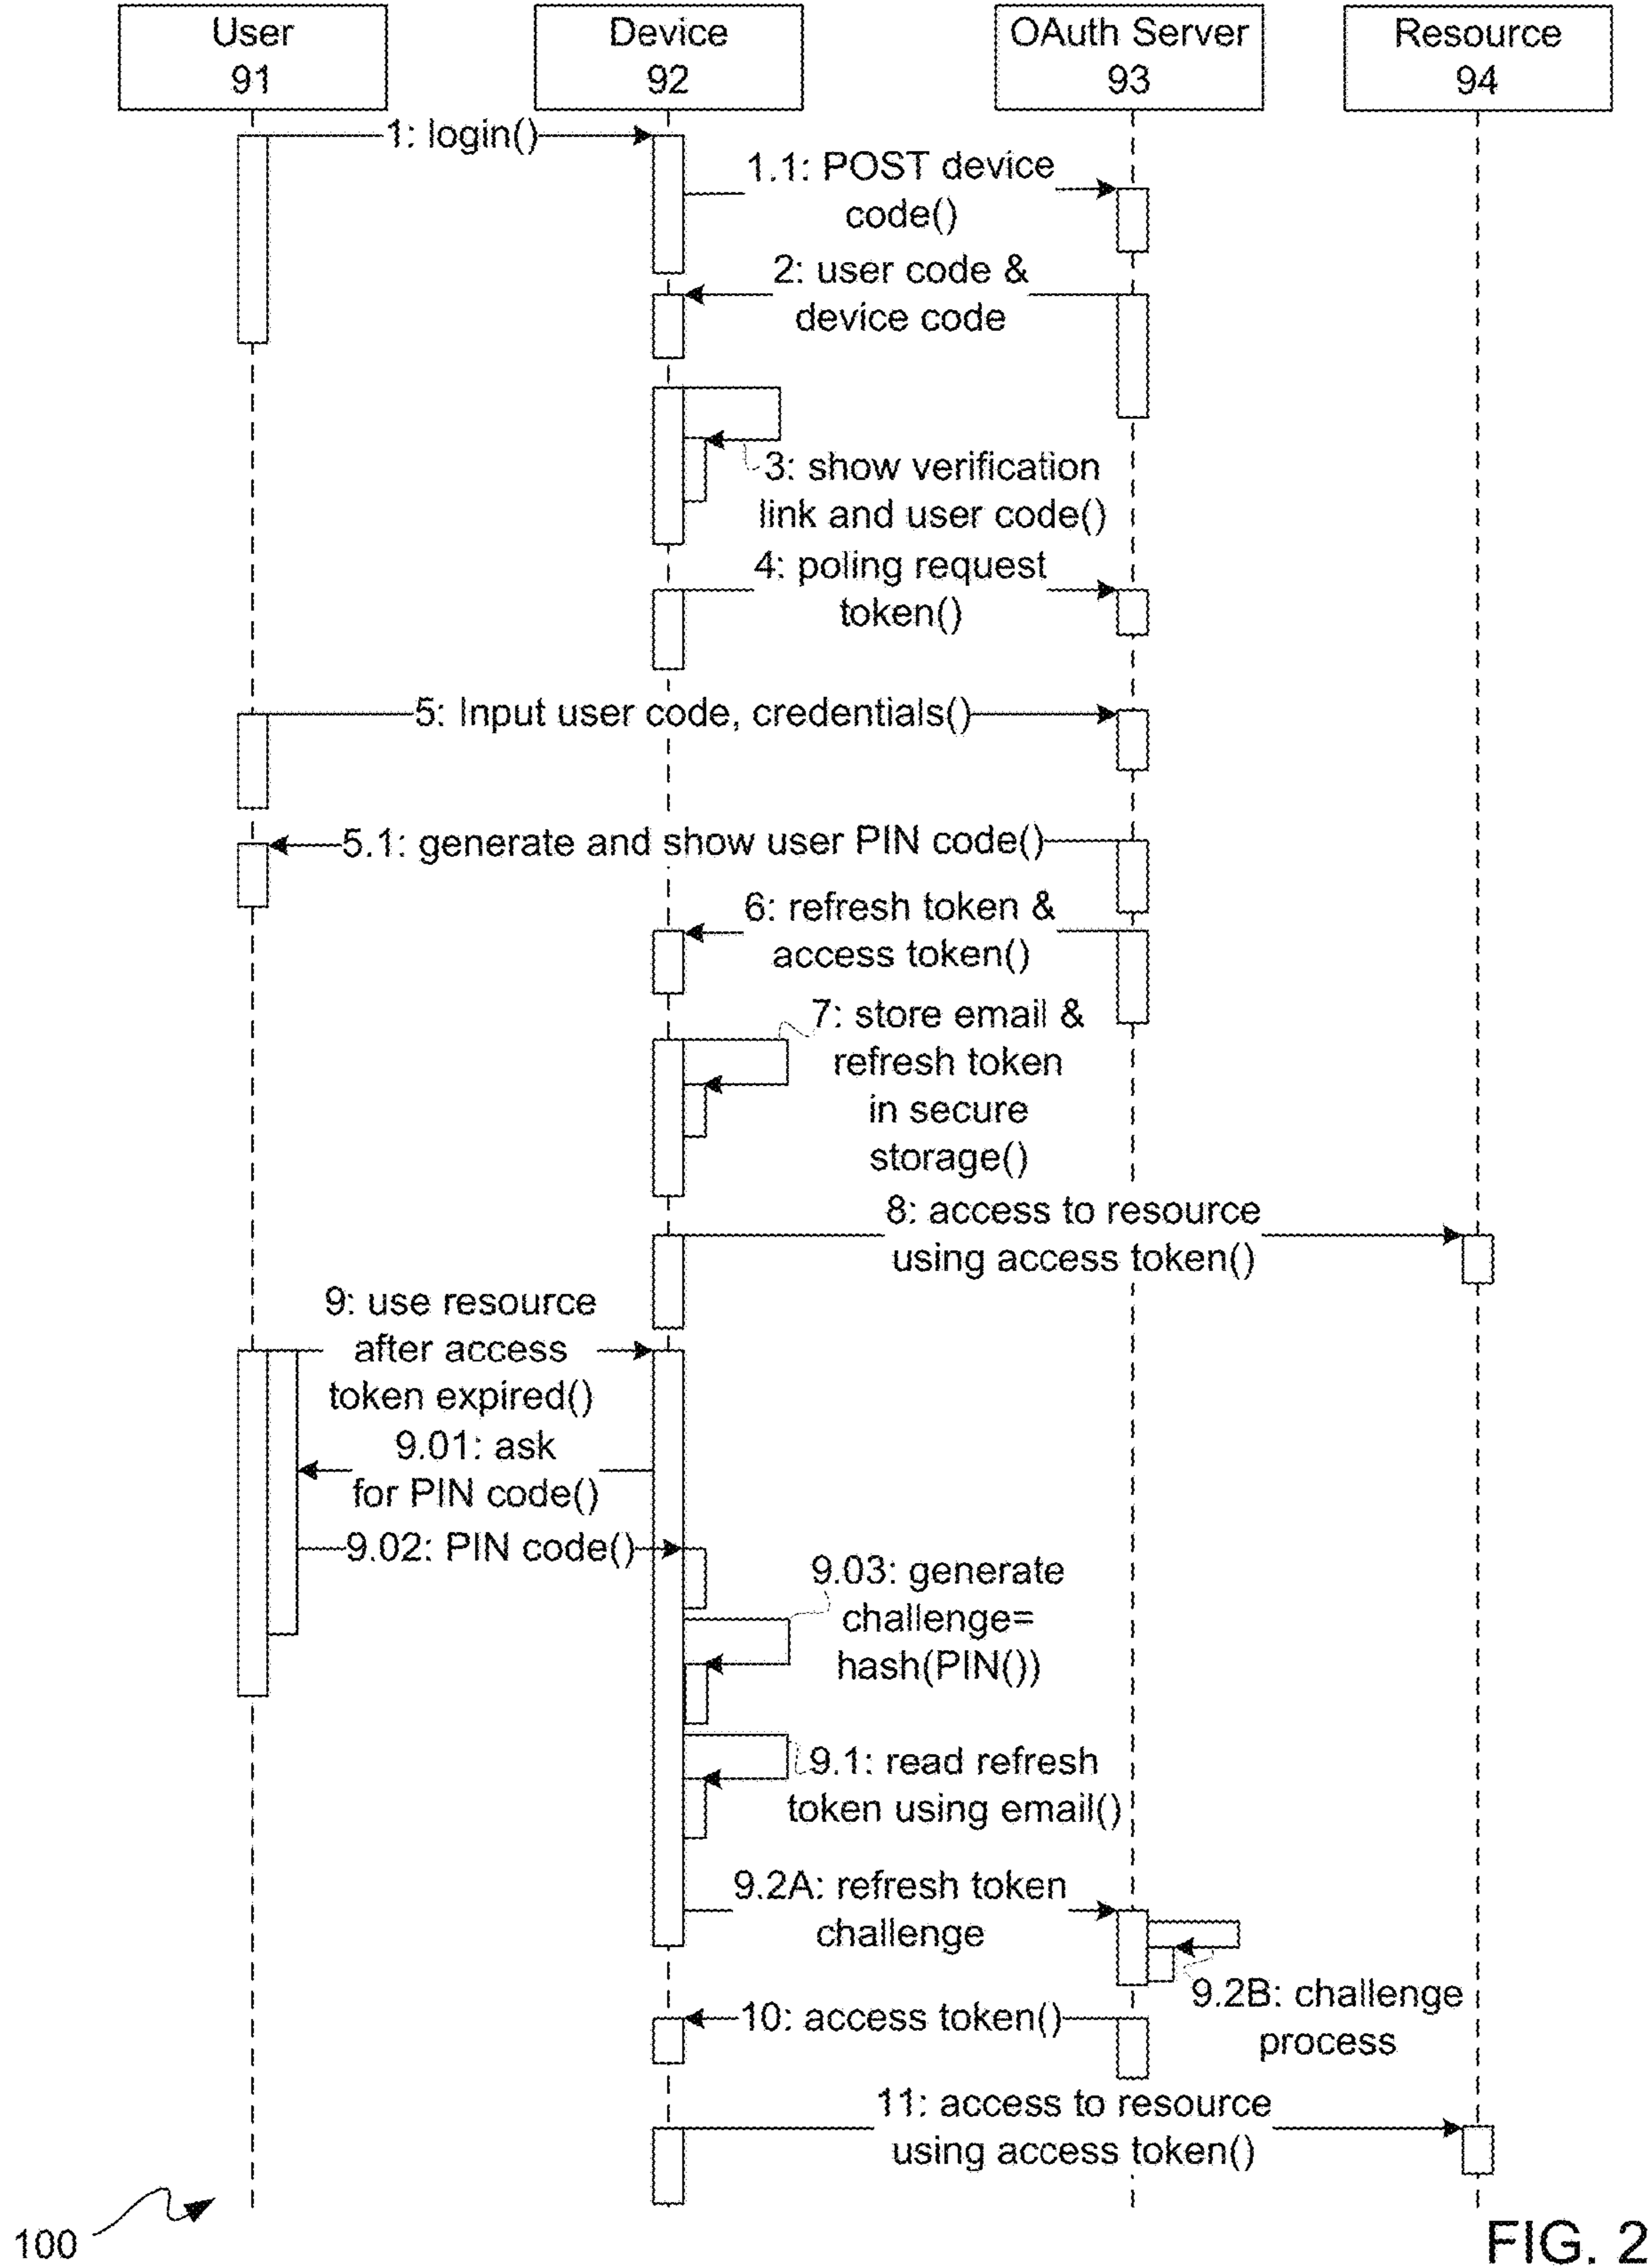 User
91
Device
92
OAuth Server
93
Resource
94
1: login()
1.1: POST device
code()
2: user code &
device code
3: show verification
link and user code()
4: poling request
token()
5: Input user code, credentials()
5.1: generate and show user PIN code()
6: refresh token &
access token()
7: store email &
refresh token
in secure
storage()
8: access to resource
using access token()
9: use resource
after access
token expired()
9.01: ask
for PIN code()
9.02: PIN code()
9.03: generate
challenge=
hash(PIN())
9.1: read refresh
token using email()
9.2A: refresh token
challenge
9.2B: challenge
process
10: access token()
11: access to resource
using access token()
100
FIG. 2